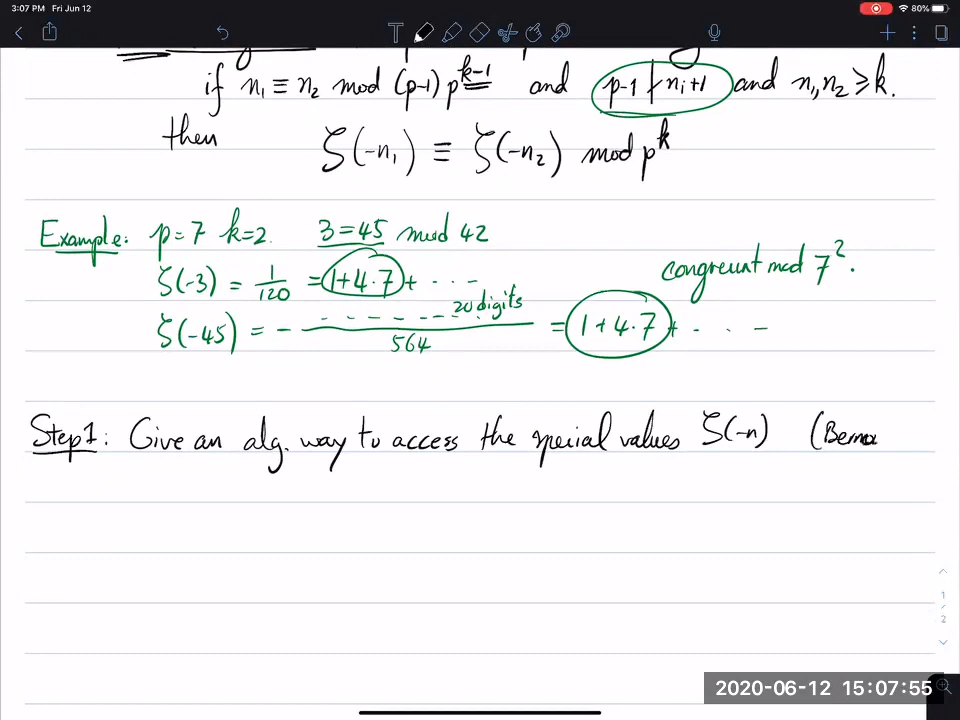 3:07 PM Fri Jun 12
80%
if n₁ ≡ n₂ mod (p-1) p^{k-1} and p-1 ∤ nᵢ+1 and n₁,n₂ ≥ k.
then ζ(-n₁) ≡ ζ(-n₂) mod p^k
Example: p=7 k=2. 3=45 mod 42
ζ(-3) = 1/120 = 1+4·7 + ··· congruent mod 7².
20 digits
ζ(-45) = - ――― / 564 = 1+4·7 + ···
Step 1: Give an alg. way to access the special values ζ(-n) (Berno
1
/
2
2020-06-12 15:07:55